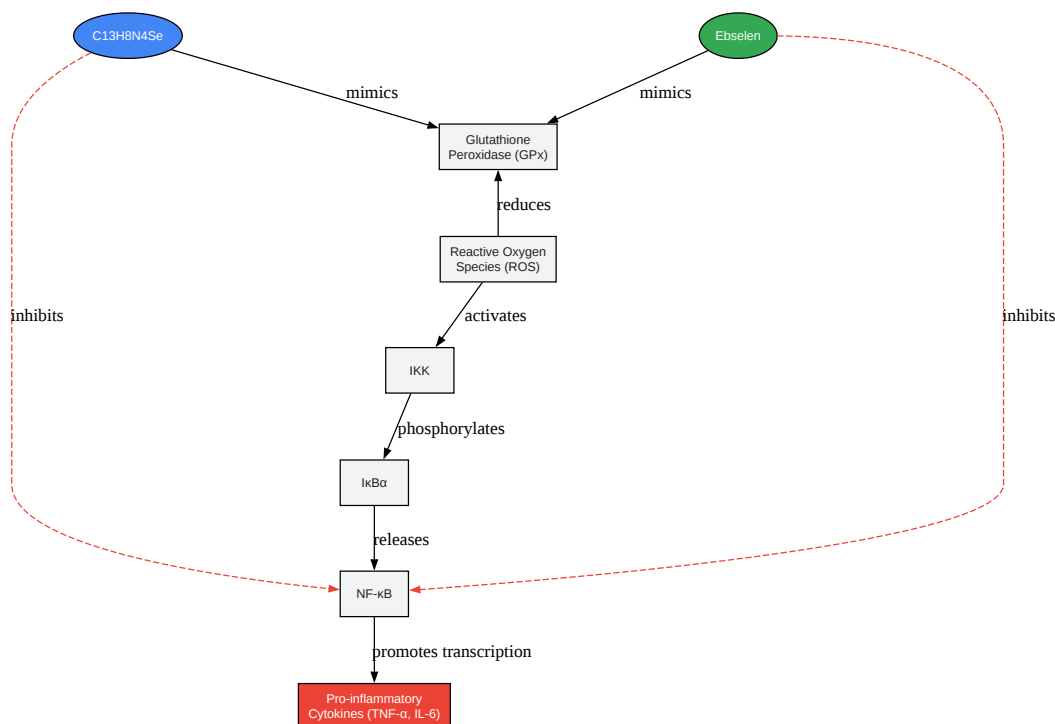 C13H8N4Se
Ebselen
mimics
mimics
Glutathione
Peroxidase (GPx)
reduces
Reactive Oxygen
Species (ROS)
inhibits
activates
inhibits
IKK
phosphorylates
IκBα
releases
NF-κB
promotes transcription
Pro-inflammatory
Cytokines (TNF-α, IL-6)